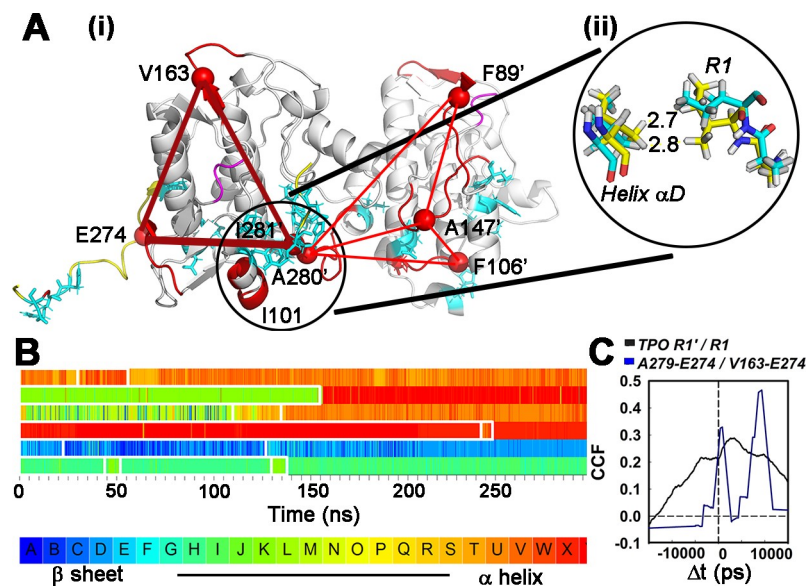 A (i) (ii)
V163
F89'
R1
2.7
2.8
Helix αD
E274
I281
A280'
A147'
F106'
I101
B
0 50 100 150 200 250
Time (ns)
A B C D E F G H I J K L M N O P Q R S T U V W X
β sheet α helix
C
TPO R1' / R1
A279-E274 / V163-E274
0.5
0.4
0.3
0.2
0.1
0.0
-0.1
CCF
-10000 0 10000
Δt (ps)